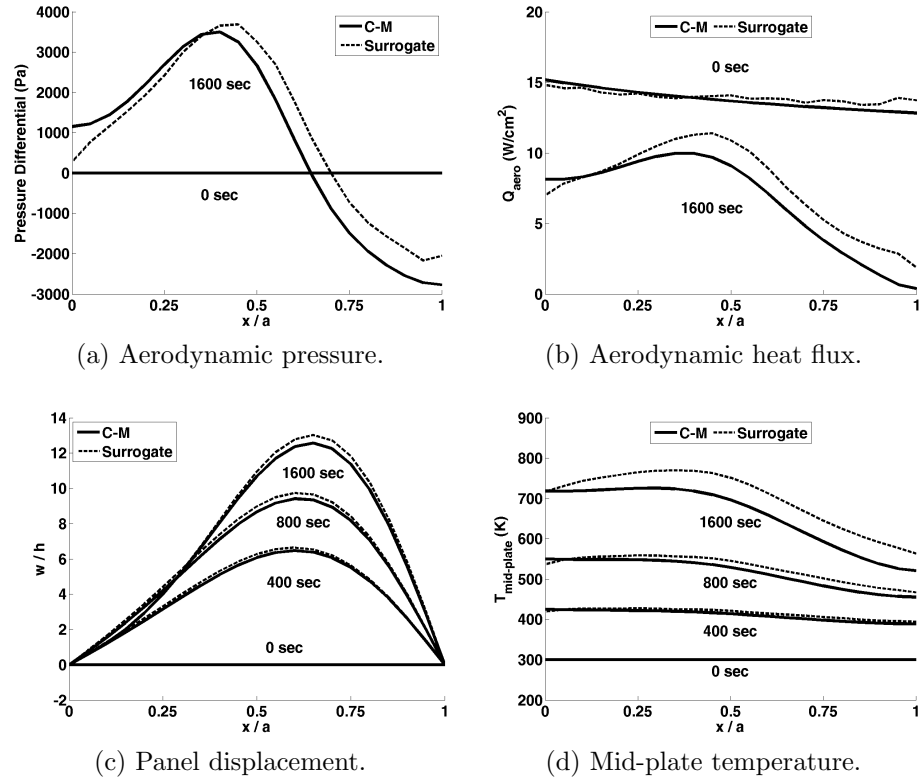 4000
3000
2000
1000
0
-1000
-2000
-3000
Pressure Differential (Pa)
C-M
Surrogate
1600 sec
0 sec
0
0.25
0.5
0.75
1
x / a
(a) Aerodynamic pressure.
20
15
10
5
0
Qaero (W/cm²)
C-M
Surrogate
0 sec
1600 sec
0
0.25
0.5
0.75
1
x / a
(b) Aerodynamic heat flux.
14
12
10
8
6
4
2
0
-2
w / h
C-M
Surrogate
1600 sec
800 sec
400 sec
0 sec
0
0.25
0.5
0.75
1
x / a
(c) Panel displacement.
900
800
700
600
500
400
300
200
Tmid-plate (K)
C-M
Surrogate
1600 sec
800 sec
400 sec
0 sec
0
0.25
0.5
0.75
1
x / a
(d) Mid-plate temperature.